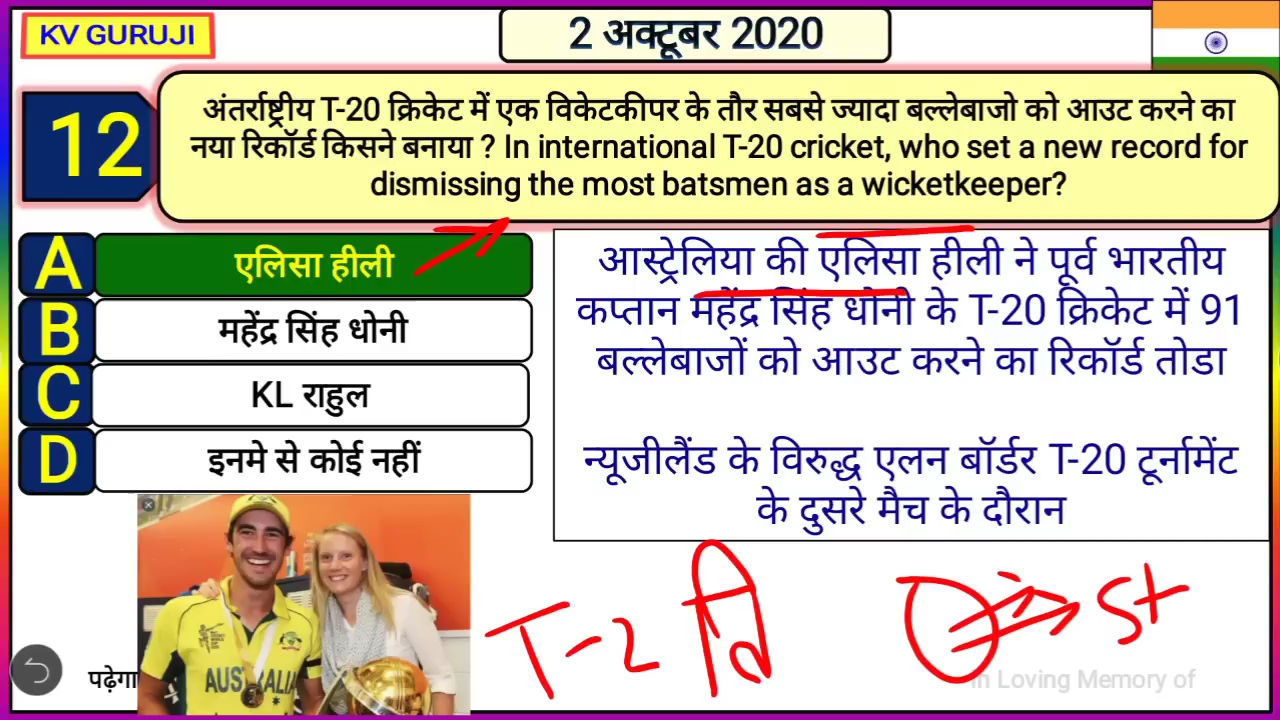 KV GURUJI
2 अक्टूबर 2020
12
अंतर्राष्ट्रीय T-20 क्रिकेट में एक विकेटकीपर के तौर सबसे ज्यादा बल्लेबाजो को आउट करने का
नया रिकॉर्ड किसने बनाया ? In international T-20 cricket, who set a new record for
dismissing the most batsmen as a wicketkeeper?
A एलिसा हीली
B महेंद्र सिंह धोनी
C KL राहुल
D इनमे से कोई नहीं
आस्ट्रेलिया की एलिसा हीली ने पूर्व भारतीय
कप्तान महेंद्र सिंह धोनी के T-20 क्रिकेट में 91
बल्लेबाजों को आउट करने का रिकॉर्ड तोडा
न्यूजीलैंड के विरुद्ध एलन बॉर्डर T-20 टूर्नामेंट
के दुसरे मैच के दौरान
T-2 वि
St
AUSTRALIA
पढ़ेगा
In Loving Memory of